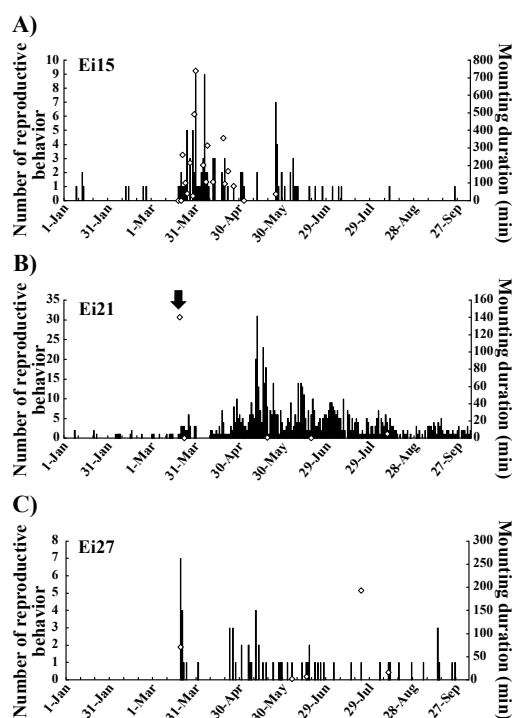 A)
Ei15
Number of reproductive
behavior
10
9
8
7
6
5
4
3
2
1
0
800
700
600
500
400
300
200
100
0
Mounting duration (min)
1-Jan
31-Jan
1-Mar
31-Mar
30-Apr
30-May
29-Jun
29-Jul
28-Aug
27-Sep
B)
Ei21
Number of reproductive
behavior
35
30
25
20
15
10
5
0
160
140
120
100
80
60
40
20
0
Mounting duration (min)
1-Jan
31-Jan
1-Mar
31-Mar
30-Apr
30-May
29-Jun
29-Jul
28-Aug
27-Sep
C)
Ei27
Number of reproductive
behavior
8
7
6
5
4
3
2
1
0
300
250
200
150
100
50
0
Mounting duration (min)
1-Jan
31-Jan
1-Mar
31-Mar
30-Apr
30-May
29-Jun
29-Jul
28-Aug
27-Sep